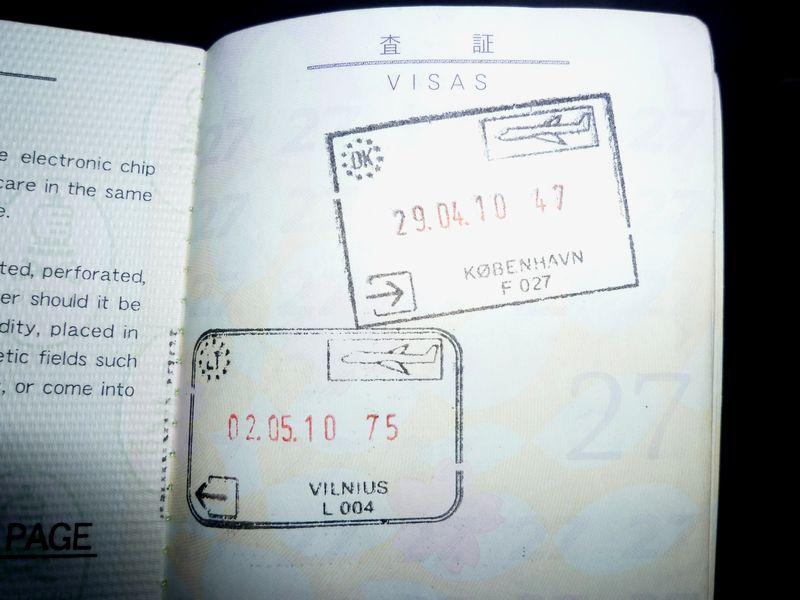 e electronic chip
care in the same
e.
ted, perforated,
er should it be
dity, placed in
etic fields such
, or come into
PAGE
査 証
VISAS
DK
29.04.10 47
KØBENHAVN
F 027
LT
02.05.10 75
VILNIUS
L 004
27